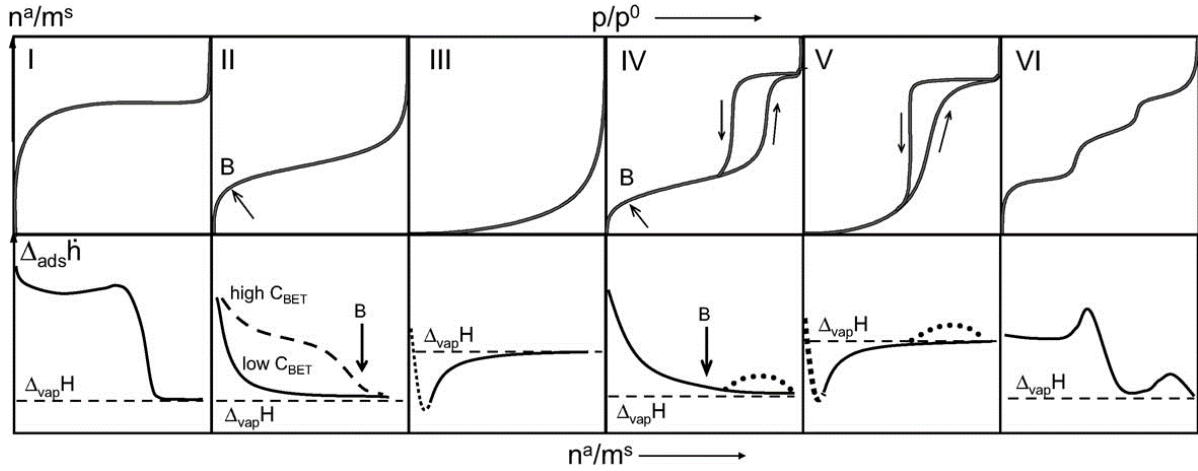 nᵃ/mˢ
p/p⁰
I
II
III
IV
V
VI
B
B
Δₐdsḣ
high C_BET
B
low C_BET
Δ_vapH
Δ_vapH
Δ_vapH
B
Δ_vapH
Δ_vapH
Δ_vapH
nᵃ/mˢ